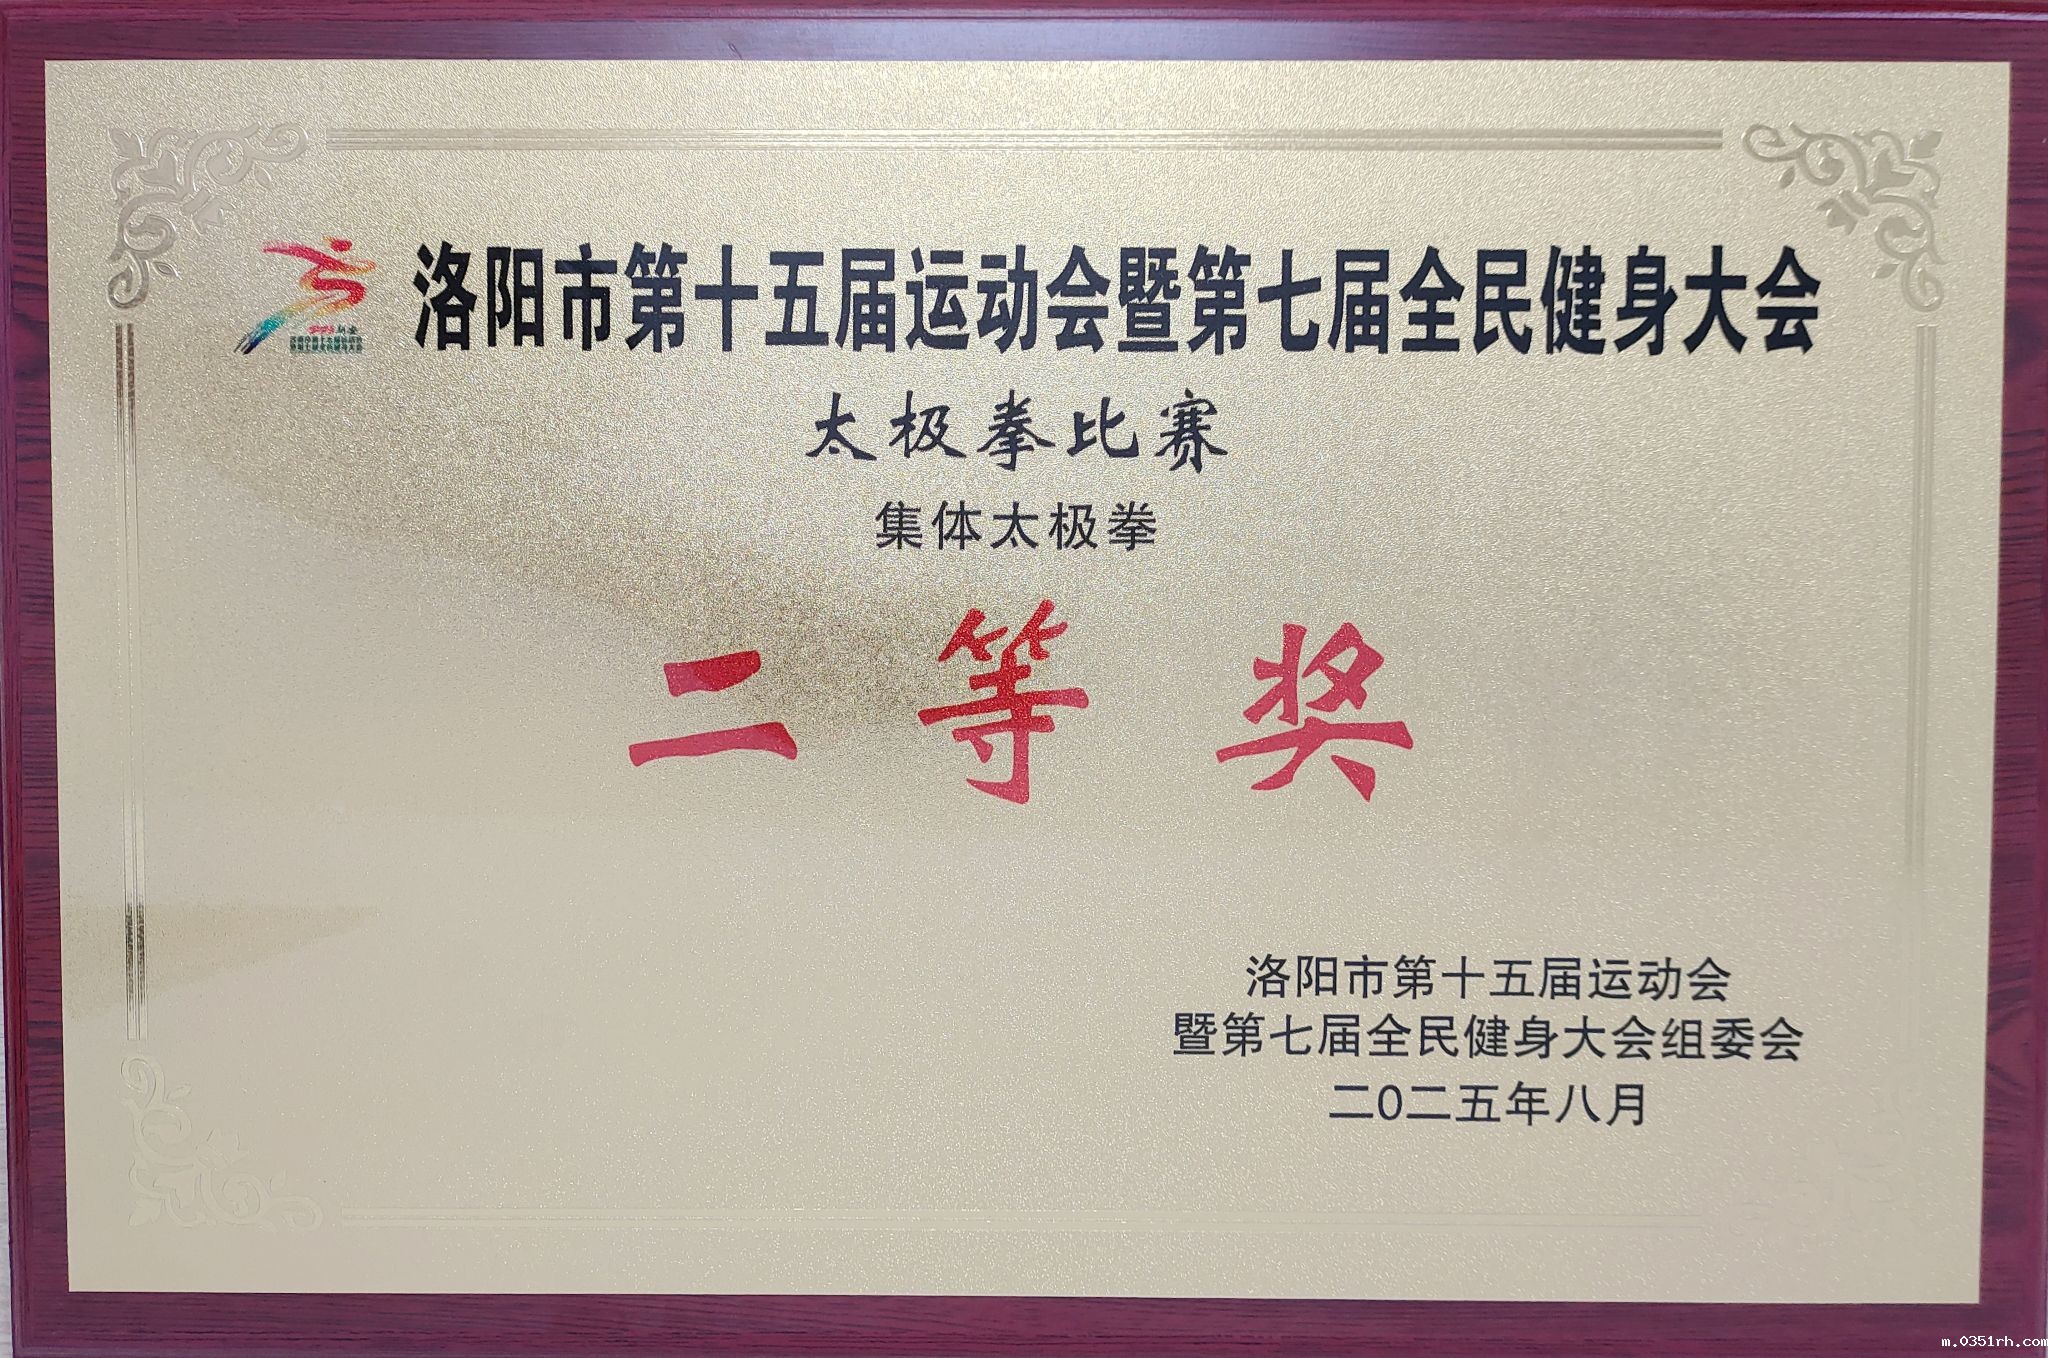 洛阳市第十五届运动会暨第七届全民健身大会
太极拳比赛
集体太极拳
二等奖
洛阳市第十五届运动会
暨第七届全民健身大会组委会
二0二五年八月
m.0351rh.com